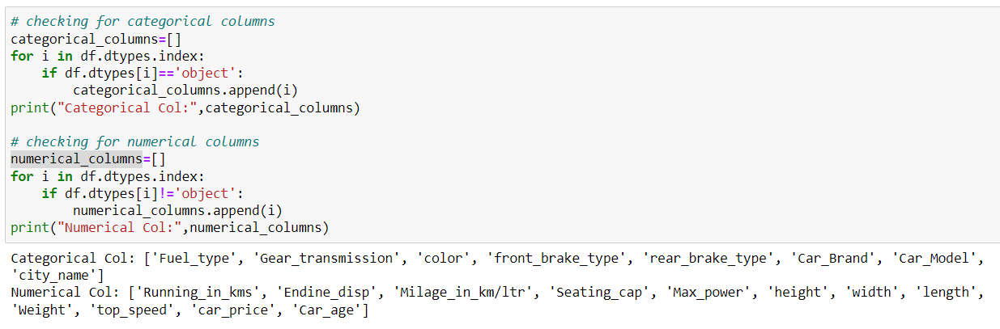 # checking for categorical columns
categorical_columns=[]
for i in df.dtypes.index:
    if df.dtypes[i]=='object':
        categorical_columns.append(i)
print("Categorical Col:",categorical_columns)

# checking for numerical columns
numerical_columns=[]
for i in df.dtypes.index:
    if df.dtypes[i]!='object':
        numerical_columns.append(i)
print("Numerical Col:",numerical_columns)
Categorical Col: ['Fuel_type', 'Gear_transmission', 'color', 'front_brake_type', 'rear_brake_type', 'Car_Brand', 'Car_Model',
'city_name']
Numerical Col: ['Running_in_kms', 'Endine_disp', 'Milage_in_km/ltr', 'Seating_cap', 'Max_power', 'height', 'width', 'length',
'Weight', 'top_speed', 'car_price', 'Car_age']